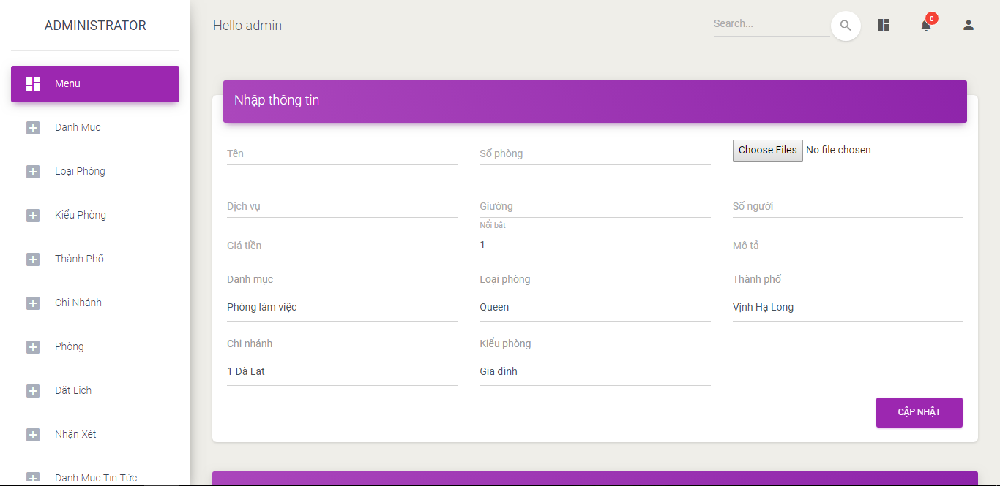 ADMINISTRATOR
Menu
Danh Mục
Loại Phòng
Kiểu Phòng
Thành Phố
Chi Nhánh
Phòng
Đặt Lịch
Nhận Xét
Danh Mục Tin Tức
Hello admin
Search...
0
Nhập thông tin
Tên
Số phòng
Choose Files No file chosen
Dịch vụ
Giường
Số người
Giá tiền
Nổi bật
1
Mô tả
Danh mục
Loại phòng
Thành phố
Phòng làm việc
Queen
Vịnh Hạ Long
Chi nhánh
Kiểu phòng
1 Đà Lạt
Gia đình
CẬP NHẬT